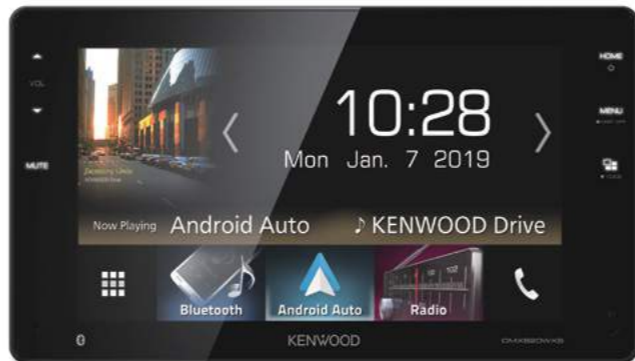 HOME
VOL
10:28
MENU
Mon Jan. 7 2019
MUTE
Now Playing Android Auto ♪ KENWOOD Drive
Bluetooth Android Auto Radio
KENWOOD